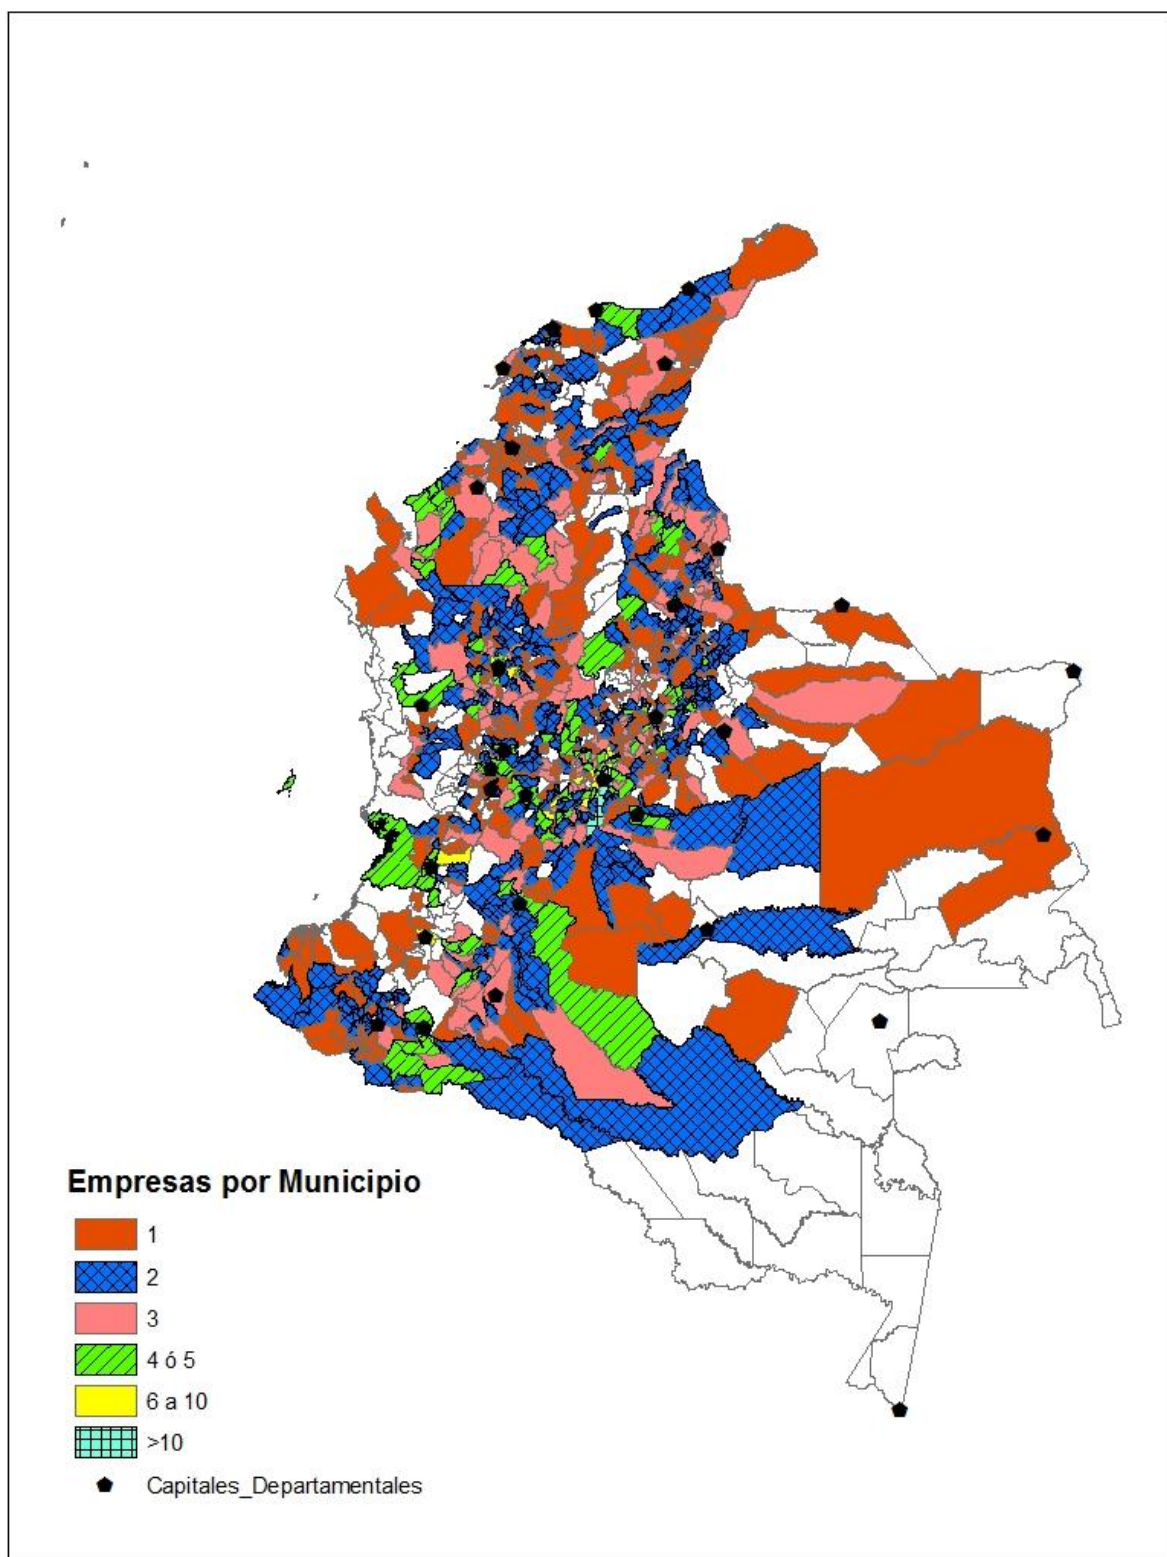 Empresas por Municipio
1
2
3
4 ó 5
6 a 10
>10
Capitales_Departamentales